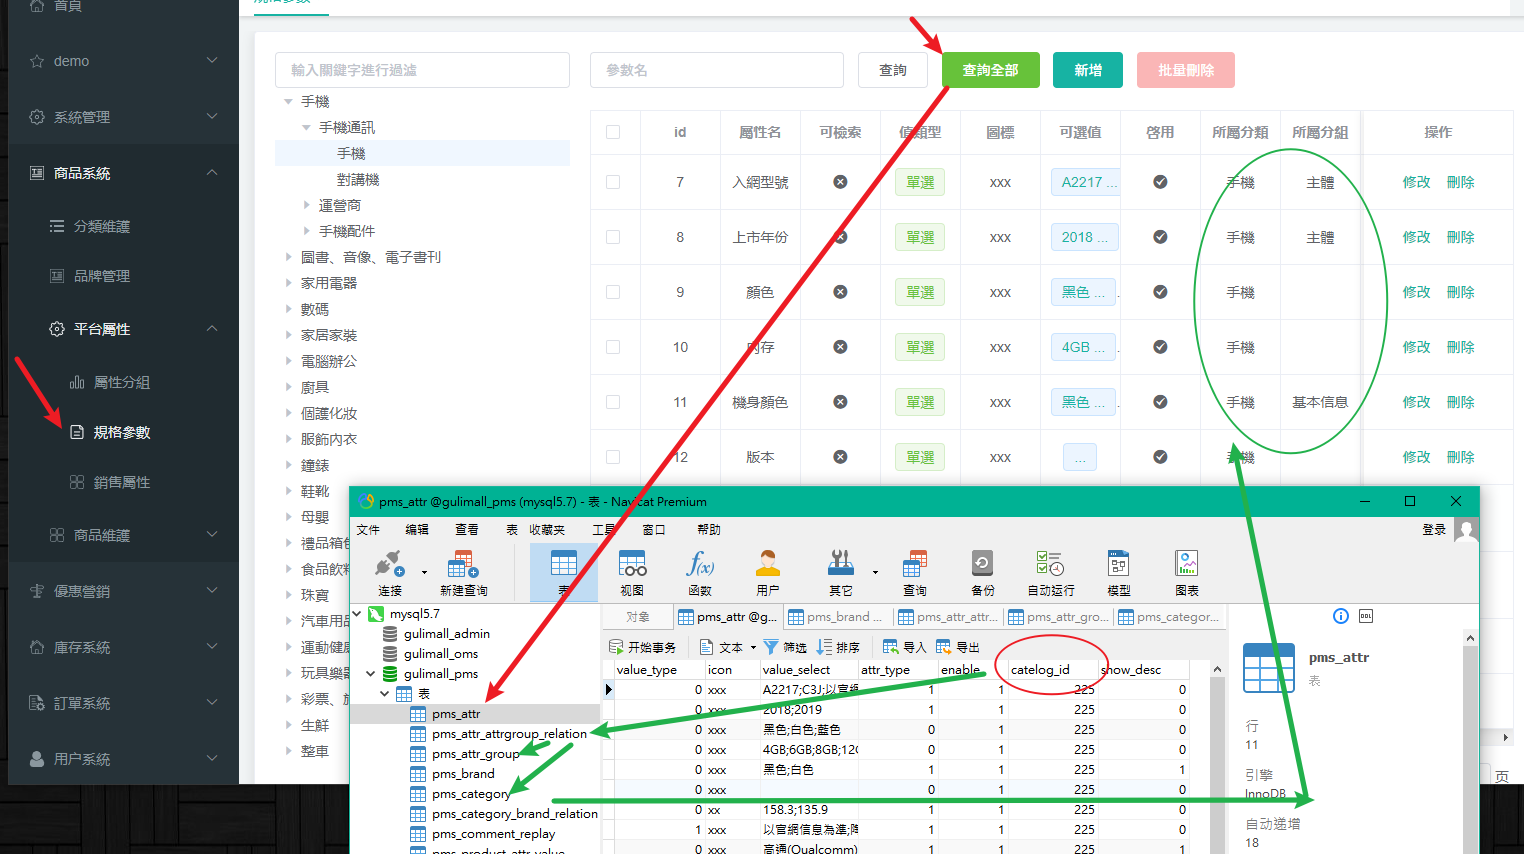 首頁
demo
系統管理
商品系統
分類維護
品牌管理
平台屬性
屬性分組
規格參數
銷售屬性
商品維護
優惠營銷
庫存系統
訂單系統
用户系統
輸入關鍵字進行過濾
手機
手機通訊
手機
對講機
運營商
手機配件
圖書、音像、電子書刊
家用電器
數碼
家居家裝
電腦辦公
廚具
個護化妝
服飾內衣
鐘錶
鞋靴
母嬰
禮品箱包
食品飲料
珠寶
汽車用品
運動健康
玩具樂器
彩票、
生鮮
整車
參數名 查詢 查詢全部 新增 批量刪除
id 屬性名 可檢索 值類型 圖標 可選值 啓用 所屬分類 所屬分組 操作
7 入網型號 單選 xxx A2217 ... 手機 主體 修改 刪除
8 上市年份 單選 xxx 2018 ... 手機 主體 修改 刪除
9 顏色 單選 xxx 黑色 ... 手機 修改 刪除
10 內存 單選 xxx 4GB ... 手機 修改 刪除
11 機身顏色 單選 xxx 黑色 ... 手機 基本信息 修改 刪除
12 版本 單選 xxx ... 手機 修改 刪除
页
pms_attr @gulimall_pms (mysql5.7) - 表 - Navicat Premium
文件 编辑 查看 表 收藏夹 工具 窗口 帮助 登录
连接 新建查询 表 视图 函数 用户 其它 查询 备份 自动运行 模型 图表
mysql5.7
gulimall_admin
gulimall_oms
gulimall_pms
表
pms_attr
pms_attr_attrgroup_relation
pms_attr_group
pms_brand
pms_category
pms_category_brand_relation
pms_comment_replay
pms_product_attr_value
对象 pms_attr @g... pms_brand ... pms_attr_attr... pms_attr_gro... pms_categor...
开始事务 文本 筛选 排序 导入 导出
value_type icon value_select attr_type enable catelog_id show_desc
0 xxx A2217;C3J;以官網 1 1 225 0
0 xxx 2018;2019 1 1 225 0
0 xxx 黑色;白色;藍色 0 1 225 0
0 xxx 4GB;6GB;8GB;12G 0 1 225 0
0 xxx 黑色;白色 1 1 225 1
0 xxx 0 1 225 0
0 xx 158.3;135.9 1 1 225 0
1 xxx 以官網信息為準;陶 1 1 225 0
0 xxx 高通(Qualcomm) 1 1 225 1
pms_attr
表
行
11
引擎
InnoDB
自动递增
18